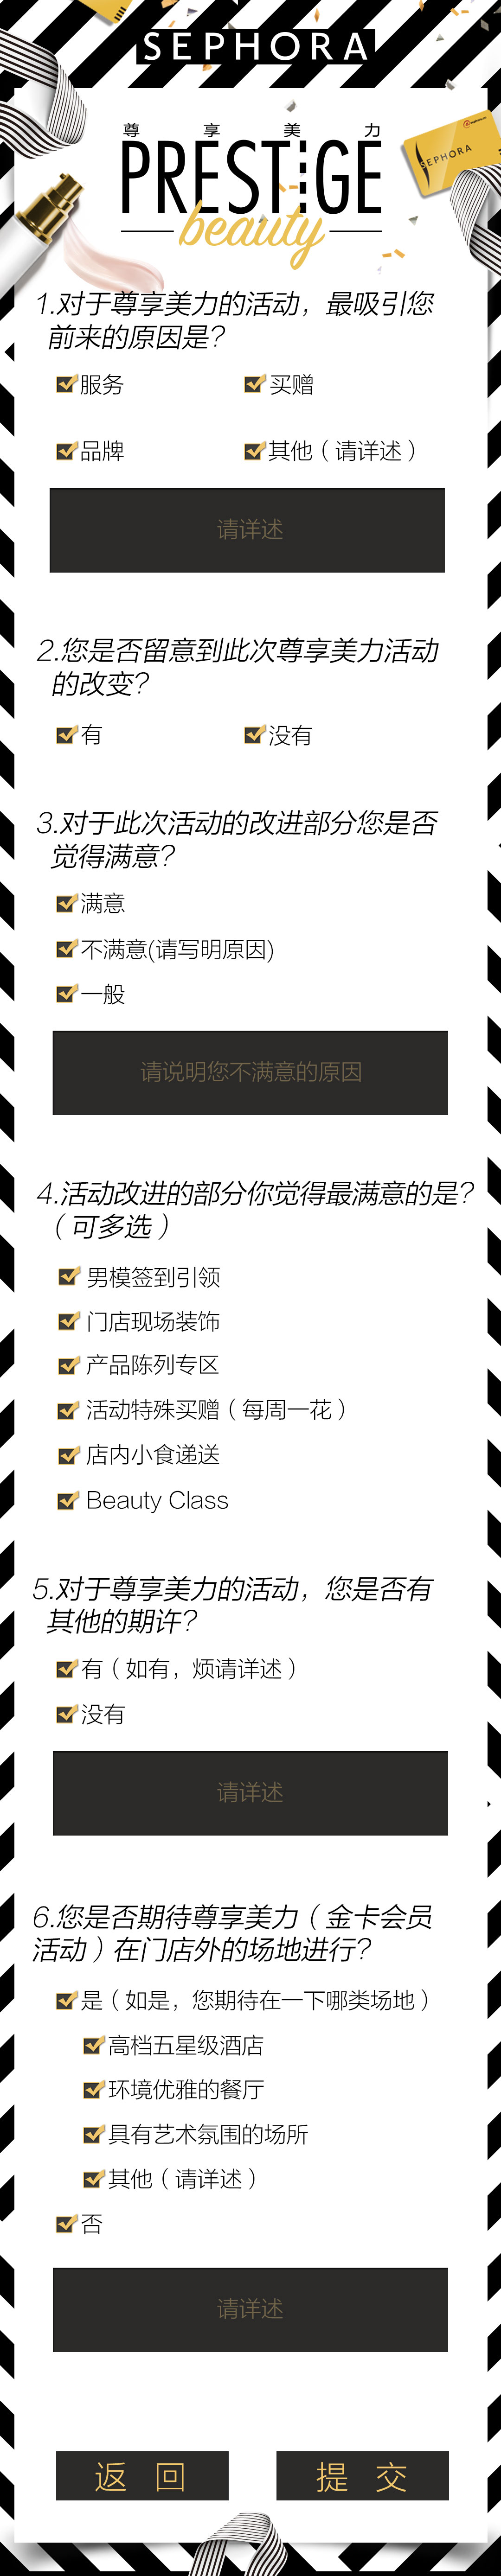 SEPHORA
尊享美力
PRESTIGE
beauty
SEPHORA
1.对于尊享美力的活动，最吸引您
前来的原因是？
服务 买赠
品牌 其他（请详述）
请详述
2.您是否留意到此次尊享美力活动
的改变？
有 没有
3.对于此次活动的改进部分您是否
觉得满意？
满意
不满意(请写明原因)
一般
请说明您不满意的原因
4.活动改进的部分你觉得最满意的是？
（可多选）
男模签到引领
门店现场装饰
产品陈列专区
活动特殊买赠（每周一花）
店内小食递送
Beauty Class
5.对于尊享美力的活动，您是否有
其他的期许？
有（如有，烦请详述）
没有
请详述
6.您是否期待尊享美力（金卡会员
活动）在门店外的场地进行？
是（如是，您期待在一下哪类场地）
高档五星级酒店
环境优雅的餐厅
具有艺术氛围的场所
其他（请详述）
否
请详述
返 回 提 交